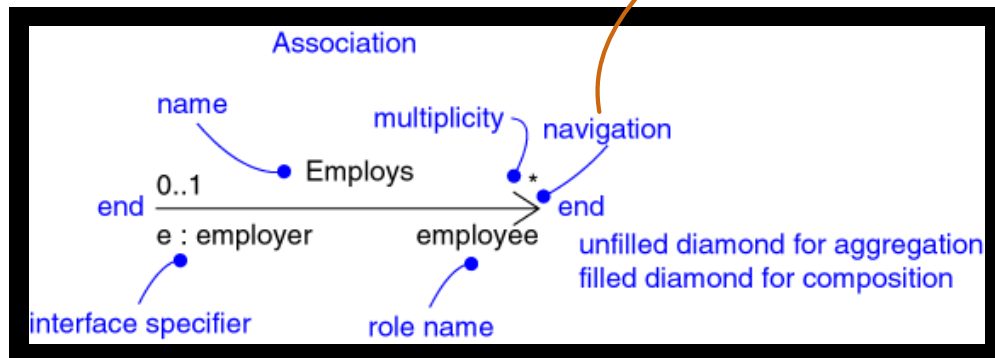 Association
name
multiplicity
navigation
Employs
0..1
*
end
end
e : employer
employee
unfilled diamond for aggregation
filled diamond for composition
interface specifier
role name